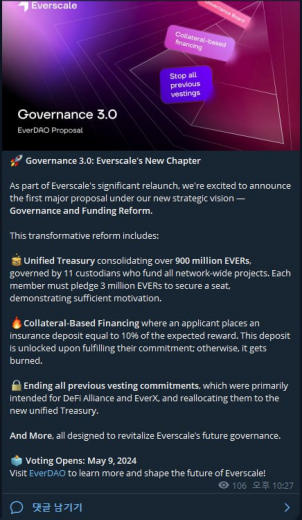 Everscale
Governance Board
Collateral-based
financing
Stop all
previous
vestings
Governance 3.0
EverDAO Proposal
🚀 Governance 3.0: Everscale's New Chapter
As part of Everscale's significant relaunch, we're excited to announce
the first major proposal under our new strategic vision —
Governance and Funding Reform.
This transformative reform includes:
Unified Treasury consolidating over 900 million EVERs,
governed by 11 custodians who fund all network-wide projects. Each
member must pledge 3 million EVERs to secure a seat,
demonstrating sufficient motivation.
🔥Collateral-Based Financing where an applicant places an
insurance deposit equal to 10% of the expected reward. This deposit
is unlocked upon fulfilling their commitment; otherwise, it gets
burned.
🔒Ending all previous vesting commitments, which were primarily
intended for DeFi Alliance and EverX, and reallocating them to the
new unified Treasury.
And More, all designed to revitalize Everscale's future governance.
🗳 Voting Opens: May 9, 2024
Visit EverDAO to learn more and shape the future of Everscale!
106 오후 10:27
댓글 남기기